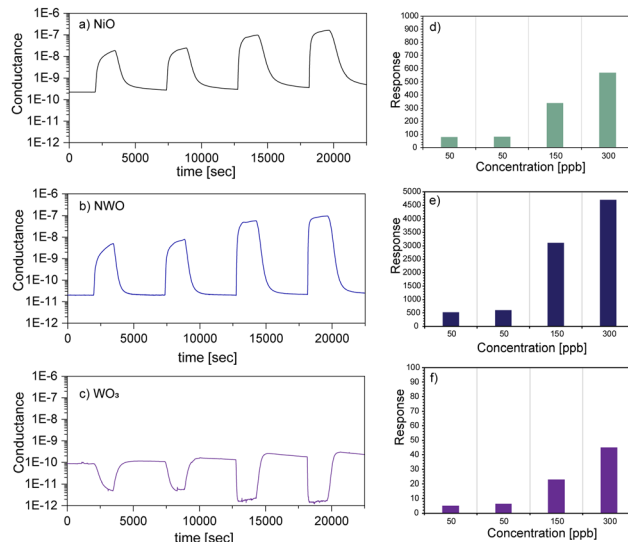 a) NiO
1E-6
1E-7
1E-8
1E-9
1E-10
1E-11
1E-12
Conductance
0 5000 10000 15000 20000
time [sec]
d)
1000
900
800
700
600
500
400
300
200
100
0
Response
50 50 150 300
Concentration [ppb]
b) NWO
1E-6
1E-7
1E-8
1E-9
1E-10
1E-11
1E-12
Conductance
0 5000 10000 15000 20000
time [sec]
e)
5000
4500
4000
3500
3000
2500
2000
1500
1000
500
0
Response
50 50 150 300
Concentration [ppb]
c) WO₃
1E-6
1E-7
1E-8
1E-9
1E-10
1E-11
1E-12
Conductance
0 5000 10000 15000 20000
time [sec]
f)
100
90
80
70
60
50
40
30
20
10
0
Response
50 50 150 300
Concentration [ppb]